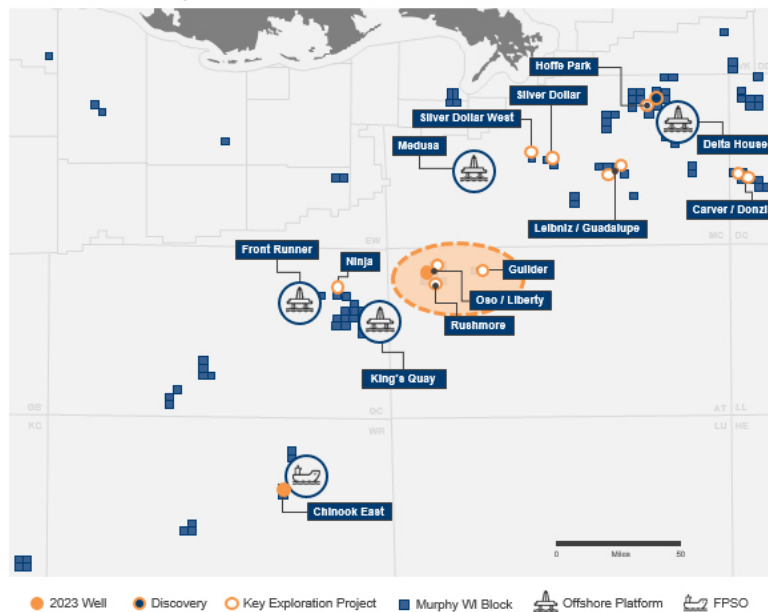 Hoffe Park
VK
DD
Silver Dollar
Silver Dollar West
Medusa
Delta House
Carver / Donzi
Leibniz / Guadalupe
EW
MC
DC
Front Runner
Ninja
Guilder
Oso / Liberty
Rushmore
King's Quay
GB
GC
AT
LL
KC
WR
LU
HE
Chinook East
0
Miles
50
2023 Well
Discovery
Key Exploration Project
Murphy WI Block
Offshore Platform
FPSO